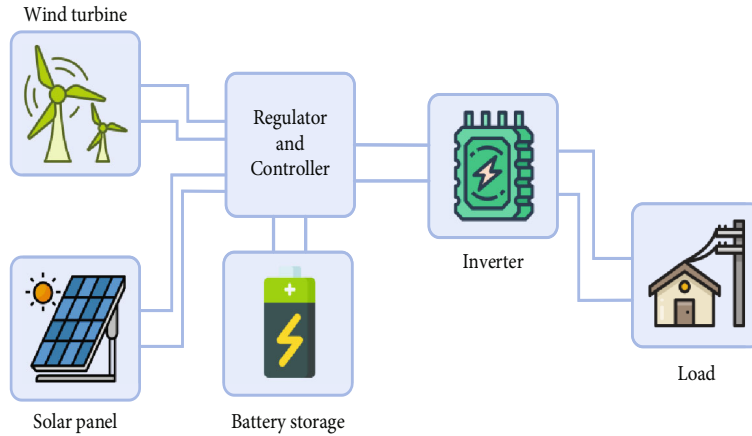 Wind turbine
Regulator
and
Controller
Inverter
Solar panel
Battery storage
Load